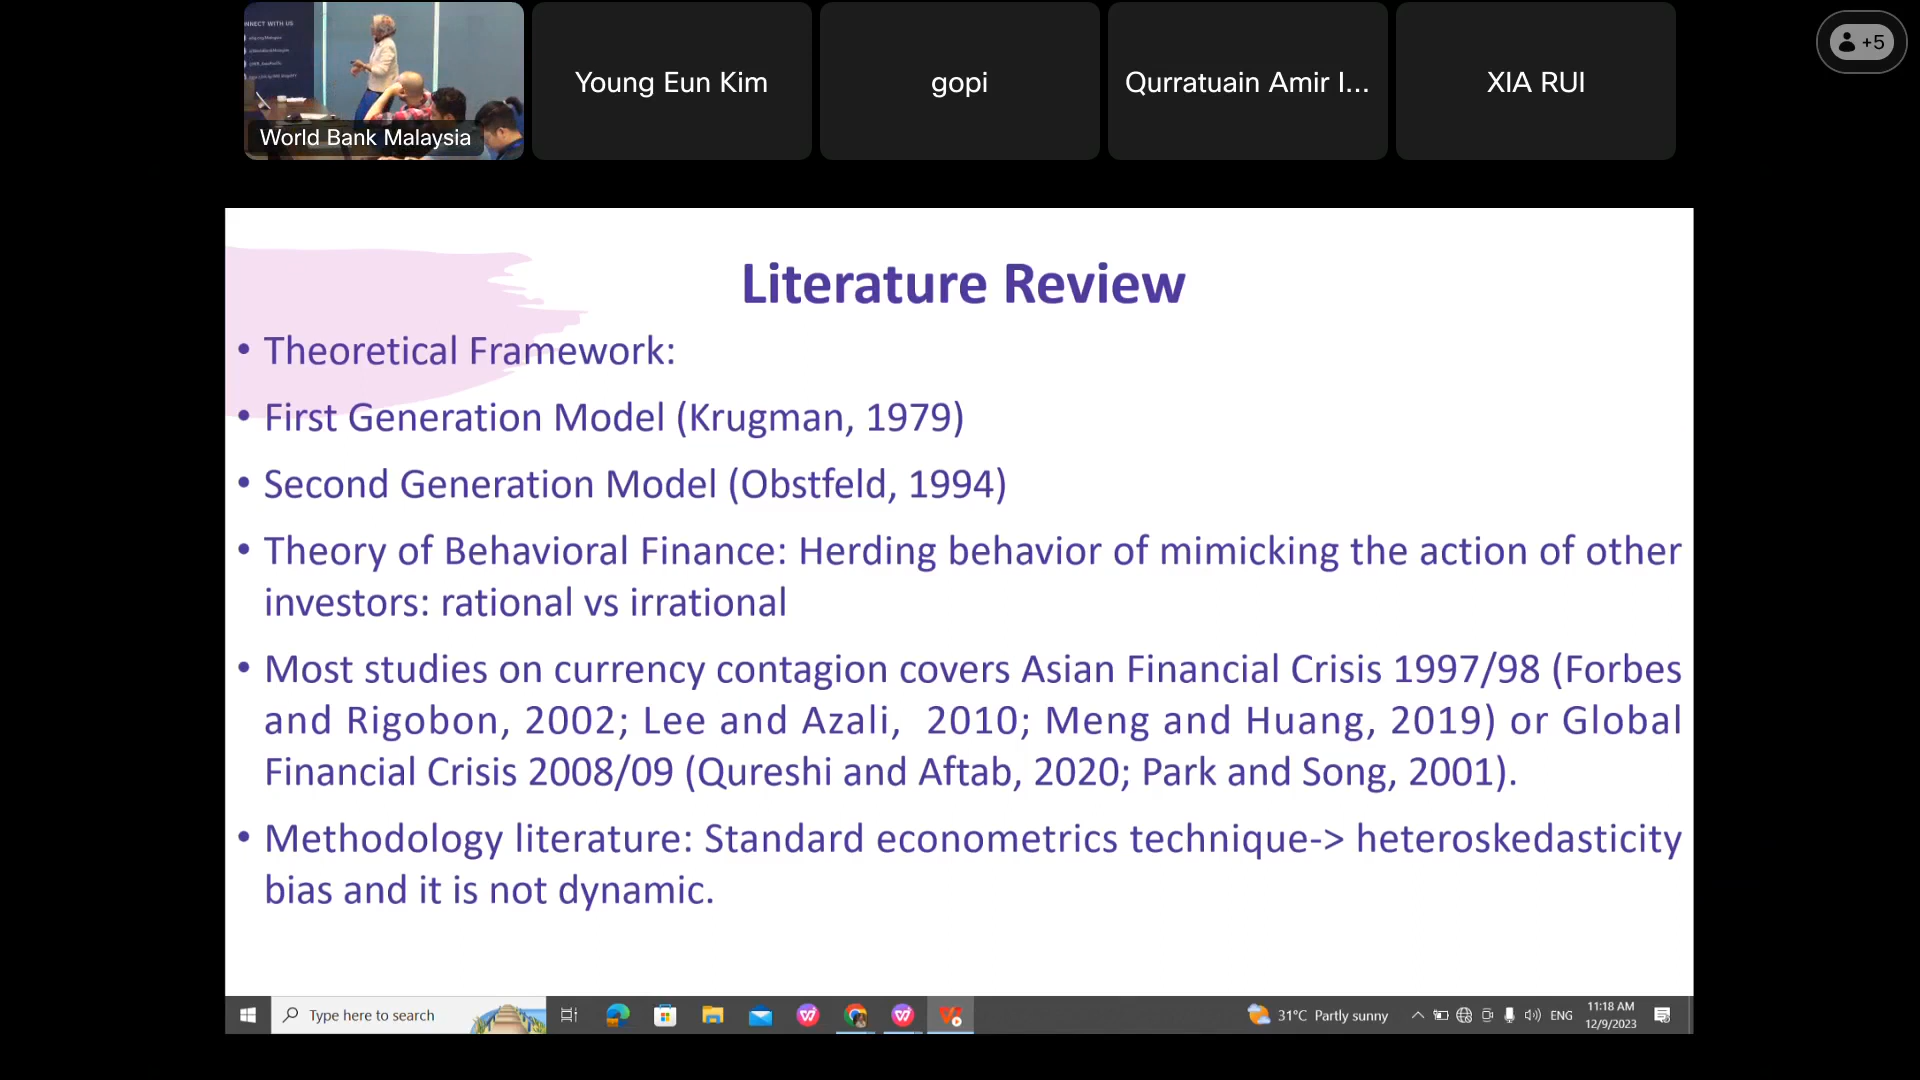 NNECT WITH US
World Bank Malaysia
Young Eun Kim
gopi
Qurratuain Amir I...
XIA RUI
+5
Literature Review
• Theoretical Framework:
• First Generation Model (Krugman, 1979)
• Second Generation Model (Obstfeld, 1994)
• Theory of Behavioral Finance: Herding behavior of mimicking the action of other
investors: rational vs irrational
• Most studies on currency contagion covers Asian Financial Crisis 1997/98 (Forbes
and Rigobon, 2002; Lee and Azali, 2010; Meng and Huang, 2019) or Global
Financial Crisis 2008/09 (Qureshi and Aftab, 2020; Park and Song, 2001).
• Methodology literature: Standard econometrics technique-> heteroskedasticity
bias and it is not dynamic.
Type here to search
31°C Partly sunny
ENG
11:18 AM
12/9/2023